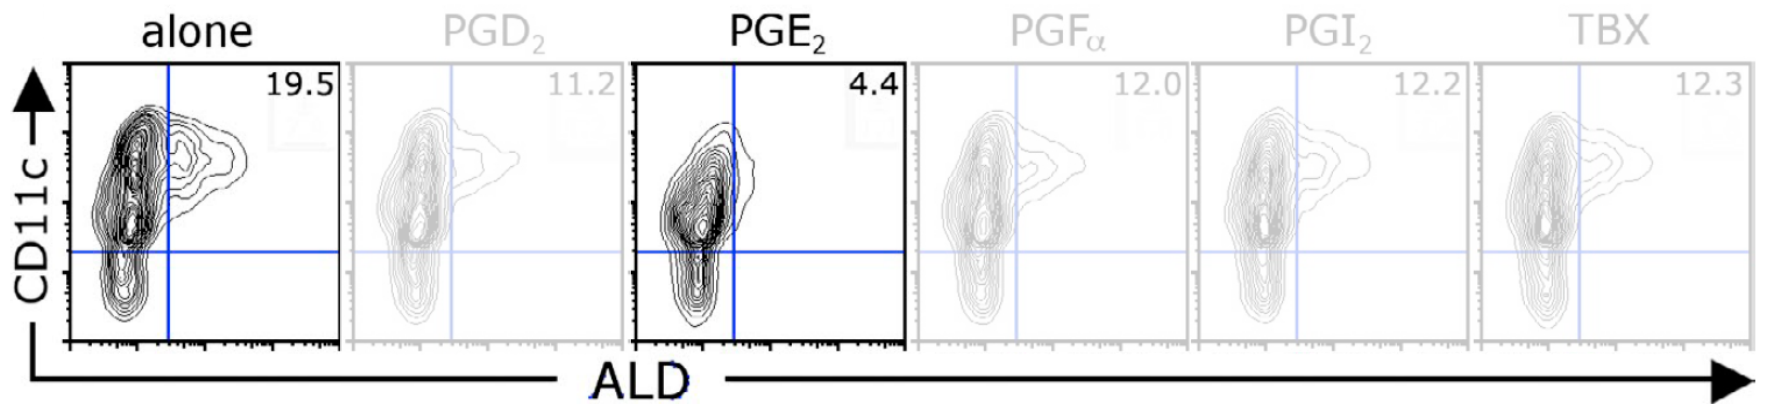 alone PGD₂ PGE₂ PGFα PGI₂ TBX
19.5 11.2 4.4 12.0 12.2 12.3
CD11c
ALD